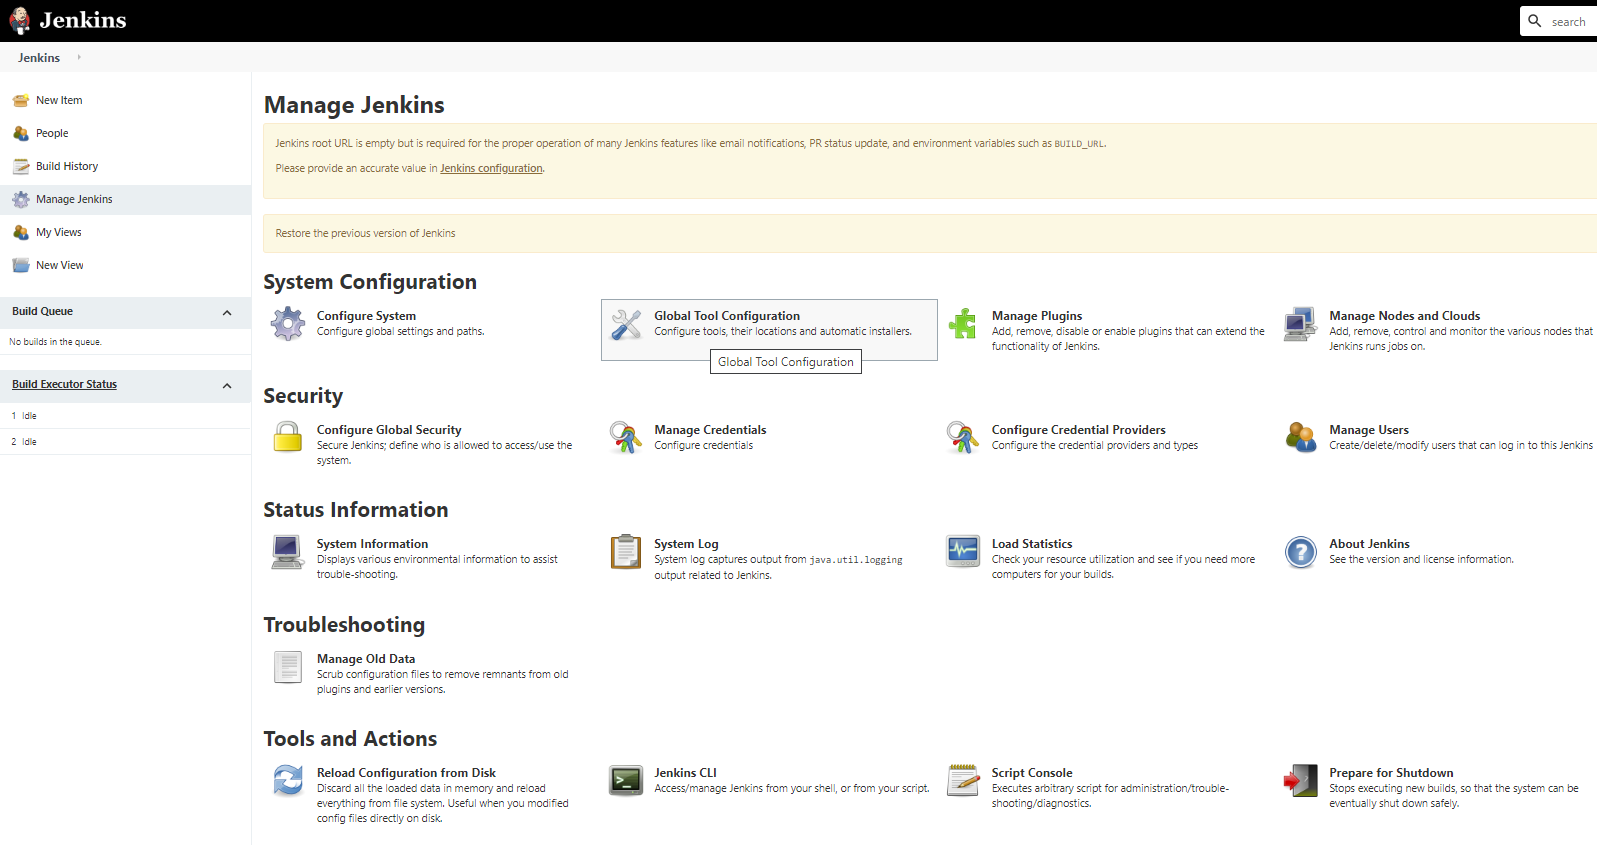 Jenkins
search
Jenkins
New Item
People
Build History
Manage Jenkins
My Views
New View
Build Queue
No builds in the queue.
Build Executor Status
1 Idle
2 Idle
Manage Jenkins
Jenkins root URL is empty but is required for the proper operation of many Jenkins features like email notifications, PR status update, and environment variables such as BUILD_URL.
Please provide an accurate value in Jenkins configuration.
Restore the previous version of Jenkins
System Configuration
Configure System
Configure global settings and paths.
Global Tool Configuration
Configure tools, their locations and automatic installers.
Global Tool Configuration
Manage Plugins
Add, remove, disable or enable plugins that can extend the
functionality of Jenkins.
Manage Nodes and Clouds
Add, remove, control and monitor the various nodes that
Jenkins runs jobs on.
Security
Configure Global Security
Secure Jenkins; define who is allowed to access/use the
system.
Manage Credentials
Configure credentials
Configure Credential Providers
Configure the credential providers and types
Manage Users
Create/delete/modify users that can log in to this Jenkins
Status Information
System Information
Displays various environmental information to assist
trouble-shooting.
System Log
System log captures output from java.util.logging
output related to Jenkins.
Load Statistics
Check your resource utilization and see if you need more
computers for your builds.
About Jenkins
See the version and license information.
Troubleshooting
Manage Old Data
Scrub configuration files to remove remnants from old
plugins and earlier versions.
Tools and Actions
Reload Configuration from Disk
Discard all the loaded data in memory and reload
everything from file system. Useful when you modified
config files directly on disk.
Jenkins CLI
Access/manage Jenkins from your shell, or from your script.
Script Console
Executes arbitrary script for administration/trouble-
shooting/diagnostics.
Prepare for Shutdown
Stops executing new builds, so that the system can be
eventually shut down safely.